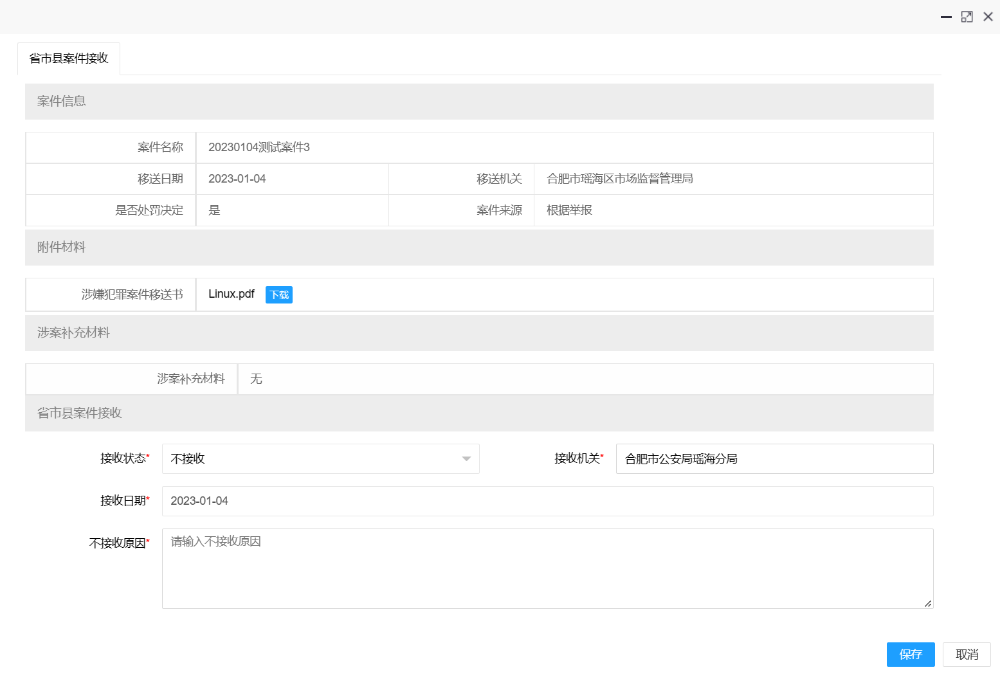 省市县案件接收
案件信息
案件名称 20230104测试案件3
移送日期 2023-01-04 移送机关 合肥市瑶海区市场监督管理局
是否处罚决定 是 案件来源 根据举报
附件材料
涉嫌犯罪案件移送书 Linux.pdf 下载
涉案补充材料
涉案补充材料 无
省市县案件接收
接收状态* 不接收 接收机关* 合肥市公安局瑶海分局
接收日期* 2023-01-04
不接收原因* 请输入不接收原因
保存 取消